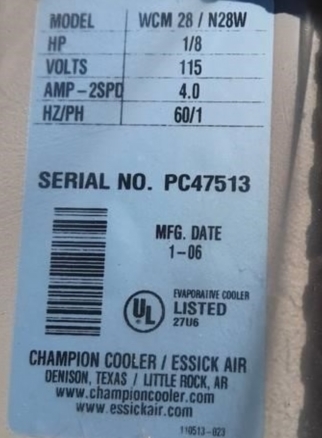 MODEL WCM 28 / N28W
HP 1/8
VOLTS 115
AMP-2SPD 4.0
HZ/PH 60/1
SERIAL NO. PC47513
MFG. DATE
1-06
UL
EVAPORATIVE COOLER
LISTED
27U6
CHAMPION COOLER / ESSICK AIR
DENISON, TEXAS / LITTLE ROCK, AR
www.championcooler.com
www.essickair.com
110513-023